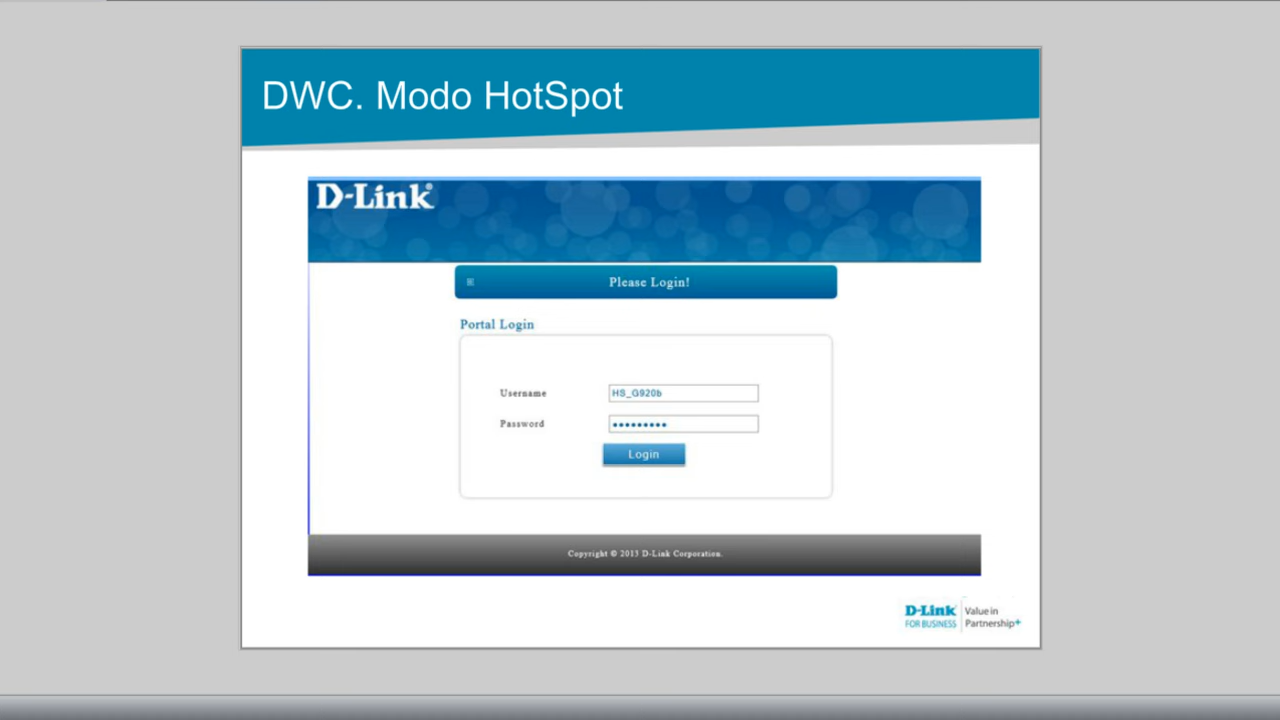 DWC. Modo HotSpot
D-Link®
Please Login!
Portal Login
Username HS_G920b
Password •••••••••
Login
Copyright © 2015 D-Link Corporation.
D-Link Value in
FOR BUSINESS Partnership+